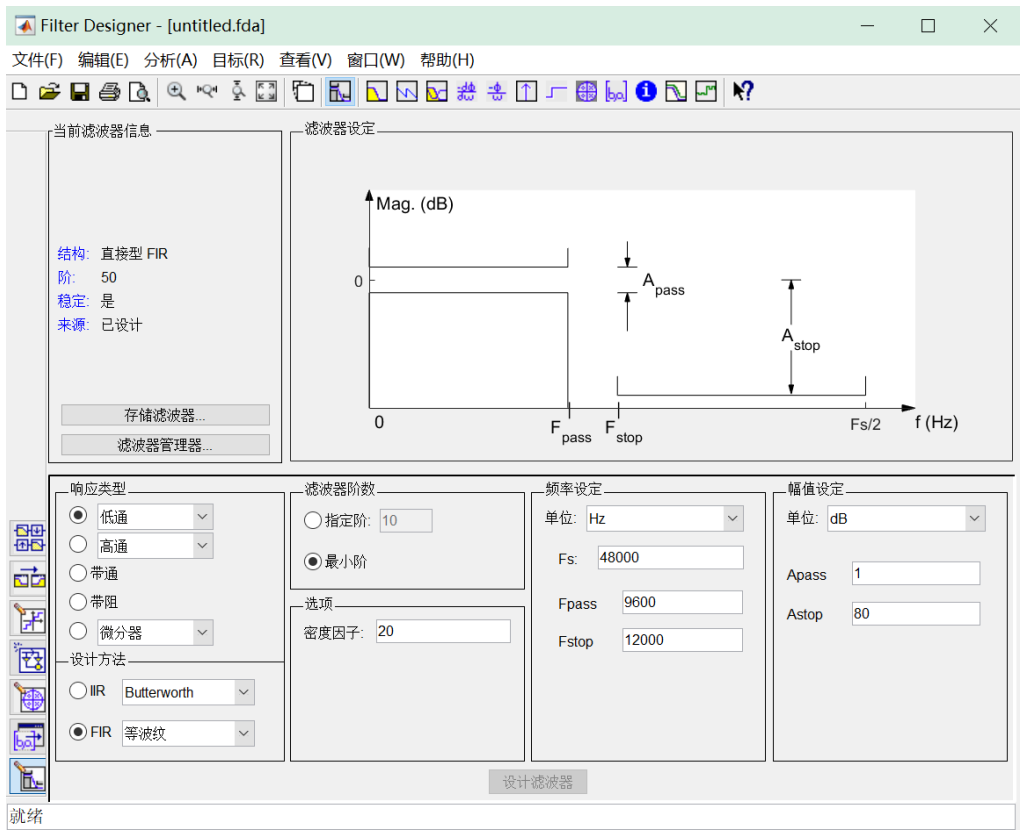 Filter Designer - [untitled.fda]
文件(F) 编辑(E) 分析(A) 目标(R) 查看(V) 窗口(W) 帮助(H)
当前滤波器信息
结构: 直接型 FIR
阶: 50
稳定: 是
来源: 已设计
存储滤波器...
滤波器管理器...
滤波器设定
Mag. (dB)
0
A pass
A stop
0
F pass
F stop
Fs/2
f (Hz)
响应类型
低通
高通
带通
带阻
微分器
设计方法
IIR Butterworth
FIR 等波纹
滤波器阶数
指定阶: 10
最小阶
选项
密度因子: 20
频率设定
单位: Hz
Fs: 48000
Fpass 9600
Fstop 12000
幅值设定
单位: dB
Apass 1
Astop 80
设计滤波器
就绪